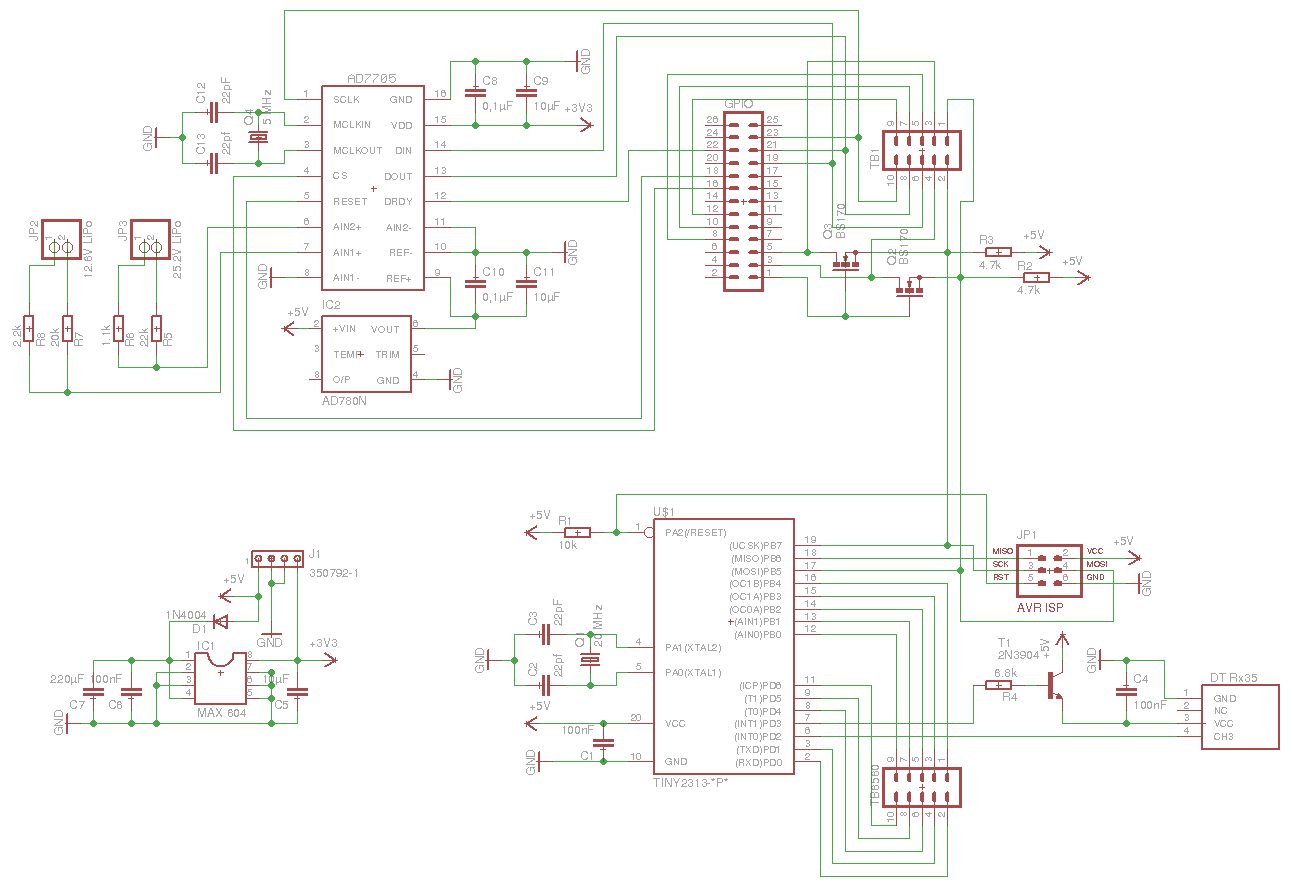 AD7705
1 SCLK GND 16
2 MCLKIN VDD 15
3 MCLKOUT DIN 14
4 CS DOUT 13
5 RESET DRDY 12
6 AIN2+ AIN2- 11
7 AIN1+ REF- 10
8 AIN1- REF+ 9
C12
22pF
C13
22pf
GND
5 MHz
C8
0,1µF
C9
10µF
GND
+3V3
C10
0,1µF
C11
10µF
GND
GND
JP2
1 2
12.6V LiPo
JP3
1 2
25.2V LiPo
2.2k
R8
20k
R7
1.1k
R6
22k
R5
IC2
+5V
2 +VIN VOUT 6
3 TEMP TRIM 5
8 O/P GND 4
AD780N
GND
GPIO
26 25
24 23
22 21
20 19
18 17
16 15
14 13
12 11
10 9
8 7
6 5
4 3
2 1
TB1
9 7 5 3 1
10 8 6 4 2
Q3
BS170
Q2
BS170
R3
4.7k
+5V
R2
4.7k
+5V
U$1
1 PA2(/RESET)
4 PA1(XTAL2)
5 PA0(XTAL1)
20 VCC
10 GND
(UCSK)PB7 19
(MISO)PB6 18
(MOSI)PB5 17
(OC1B)PB4 16
(OC1A)PB3 15
(OC0A)PB2 14
(AIN1)PB1 13
(AIN0)PB0 12
(ICP)PD6 11
(T1)PD5 9
(T0)PD4 8
(INT1)PD3 7
(INT0)PD2 6
(TXD)PD1 3
(RXD)PD0 2
TINY2313-*P*
+5V
R1
10k
C3
22pF
C2
22pf
GND
20 MHz
+5V
100nF
C1
GND
J1
1
350792-1
+5V
1N4004
D1
GND
IC1
1 8
2 7
3 6
4 5
MAX 604
+3V3
220µF
C7
100nF
C6
10µF
C5
GND
JP1
MISO 1 2 VCC
SCK 3 4 MOSI
RST 5 6 GND
AVR ISP
+5V
GND
T1
2N3904
+5V
6.8k
R4
GND
C4
100nF
DT Rx35
1 GND
2 NC
3 VCC
4 CH3
TB6560
9 7 5 3 1
10 8 6 4 2